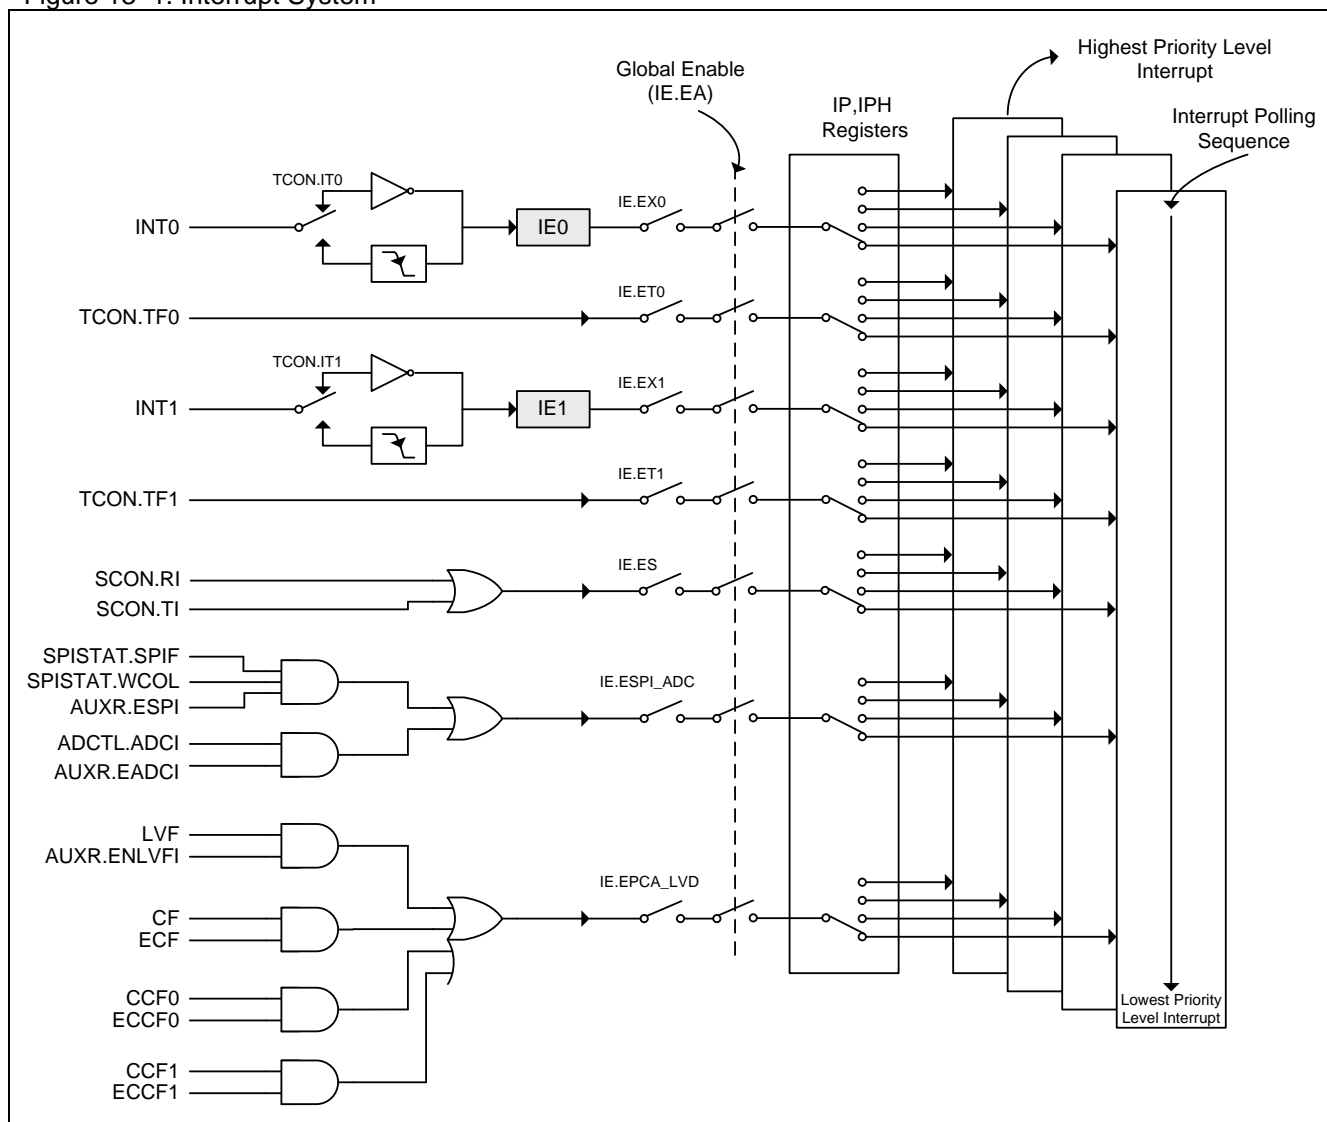 Figure 13-1. Interrupt System
Highest Priority Level
Interrupt
Global Enable
(IE.EA)
IP,IPH
Registers
Interrupt Polling
Sequence
TCON.IT0
INT0
IE0
IE.EX0
TCON.TF0
IE.ET0
TCON.IT1
INT1
IE1
IE.EX1
TCON.TF1
IE.ET1
SCON.RI
SCON.TI
IE.ES
SPISTAT.SPIF
SPISTAT.WCOL
AUXR.ESPI
ADCTL.ADCI
AUXR.EADCI
IE.ESPI_ADC
LVF
AUXR.ENLVFI
CF
ECF
IE.EPCA_LVD
CCF0
ECCF0
CCF1
ECCF1
Lowest Priority
Level Interrupt